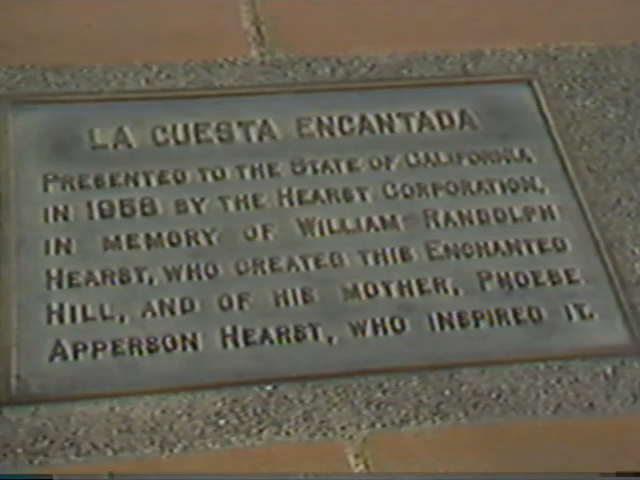 LA CUESTA ENCANTADA
PRESENTED TO THE STATE OF CALIFORNIA
IN 1958 BY THE HEARST CORPORATION,
IN MEMORY OF WILLIAM RANDOLPH
HEARST, WHO CREATED THIS ENCHANTED
HILL, AND OF HIS MOTHER, PHOEBE
APPERSON HEARST, WHO INSPIRED IT.